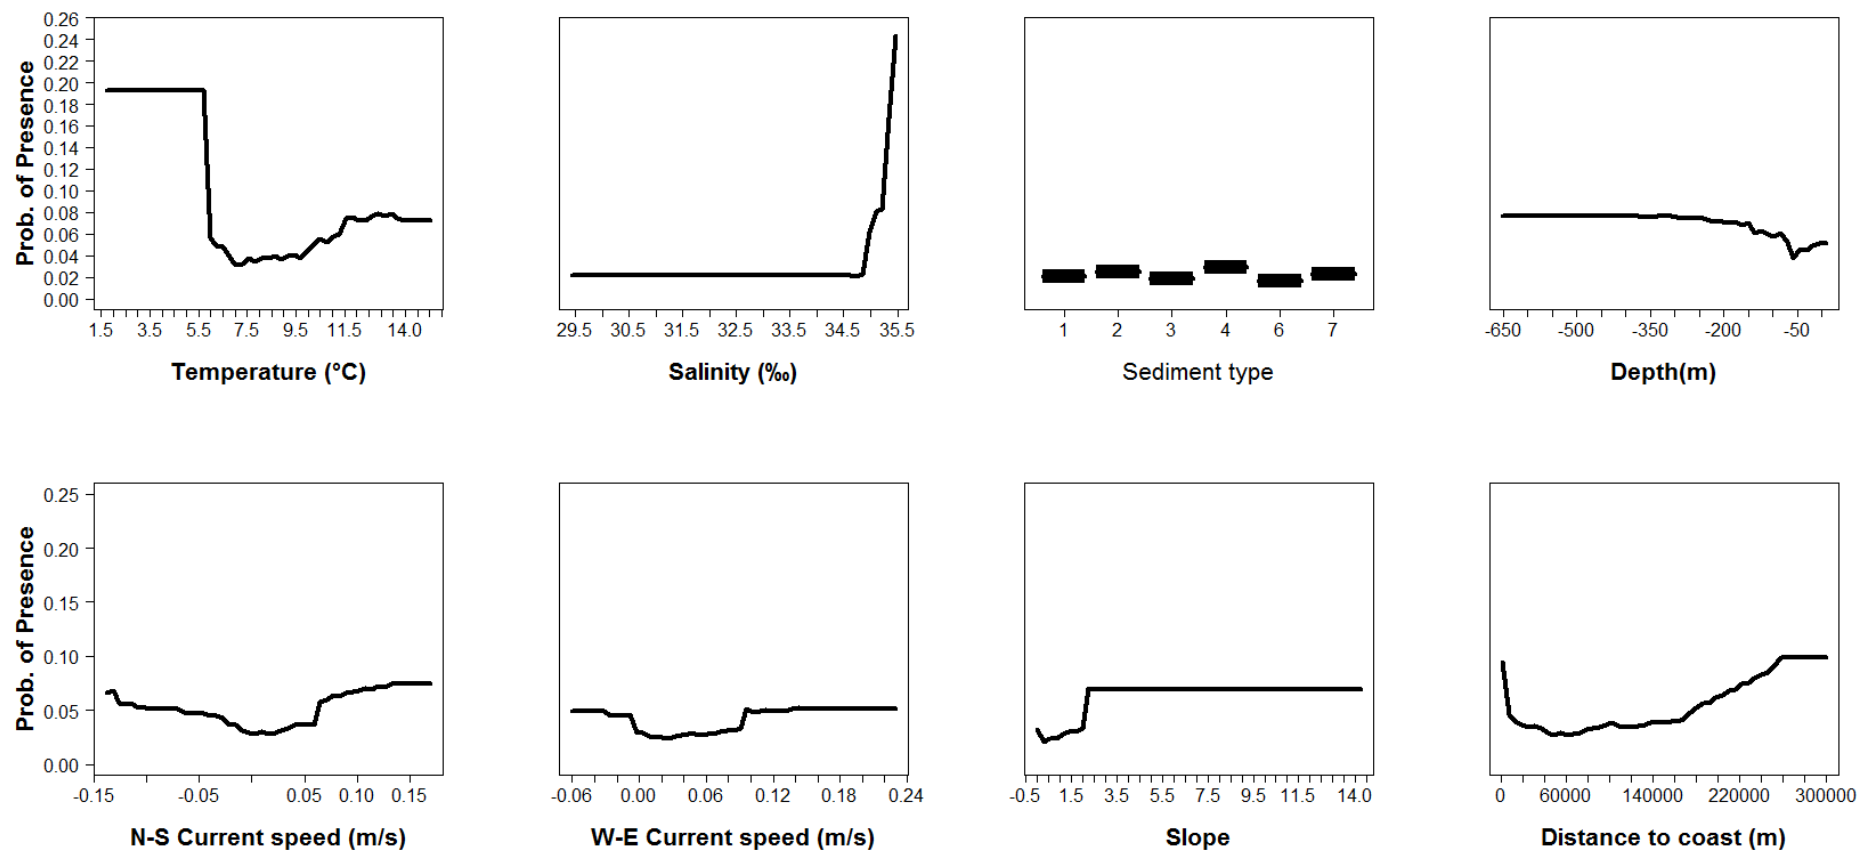 Prob. of Presence
0.26
0.24
0.22
0.20
0.18
0.16
0.14
0.12
0.10
0.08
0.06
0.04
0.02
0.00
1.5 3.5 5.5 7.5 9.5 11.5 14.0
Temperature (°C)
29.5 30.5 31.5 32.5 33.5 34.5 35.5
Salinity (‰)
1 2 3 4 6 7
Sediment type
-650 -500 -350 -200 -50
Depth(m)
Prob. of Presence
0.25
0.20
0.15
0.10
0.05
0.00
-0.15 -0.05 0.05 0.10 0.15
N-S Current speed (m/s)
-0.06 0.00 0.06 0.12 0.18 0.24
W-E Current speed (m/s)
-0.5 1.5 3.5 5.5 7.5 9.5 11.5 14.0
Slope
0 60000 140000 220000 300000
Distance to coast (m)